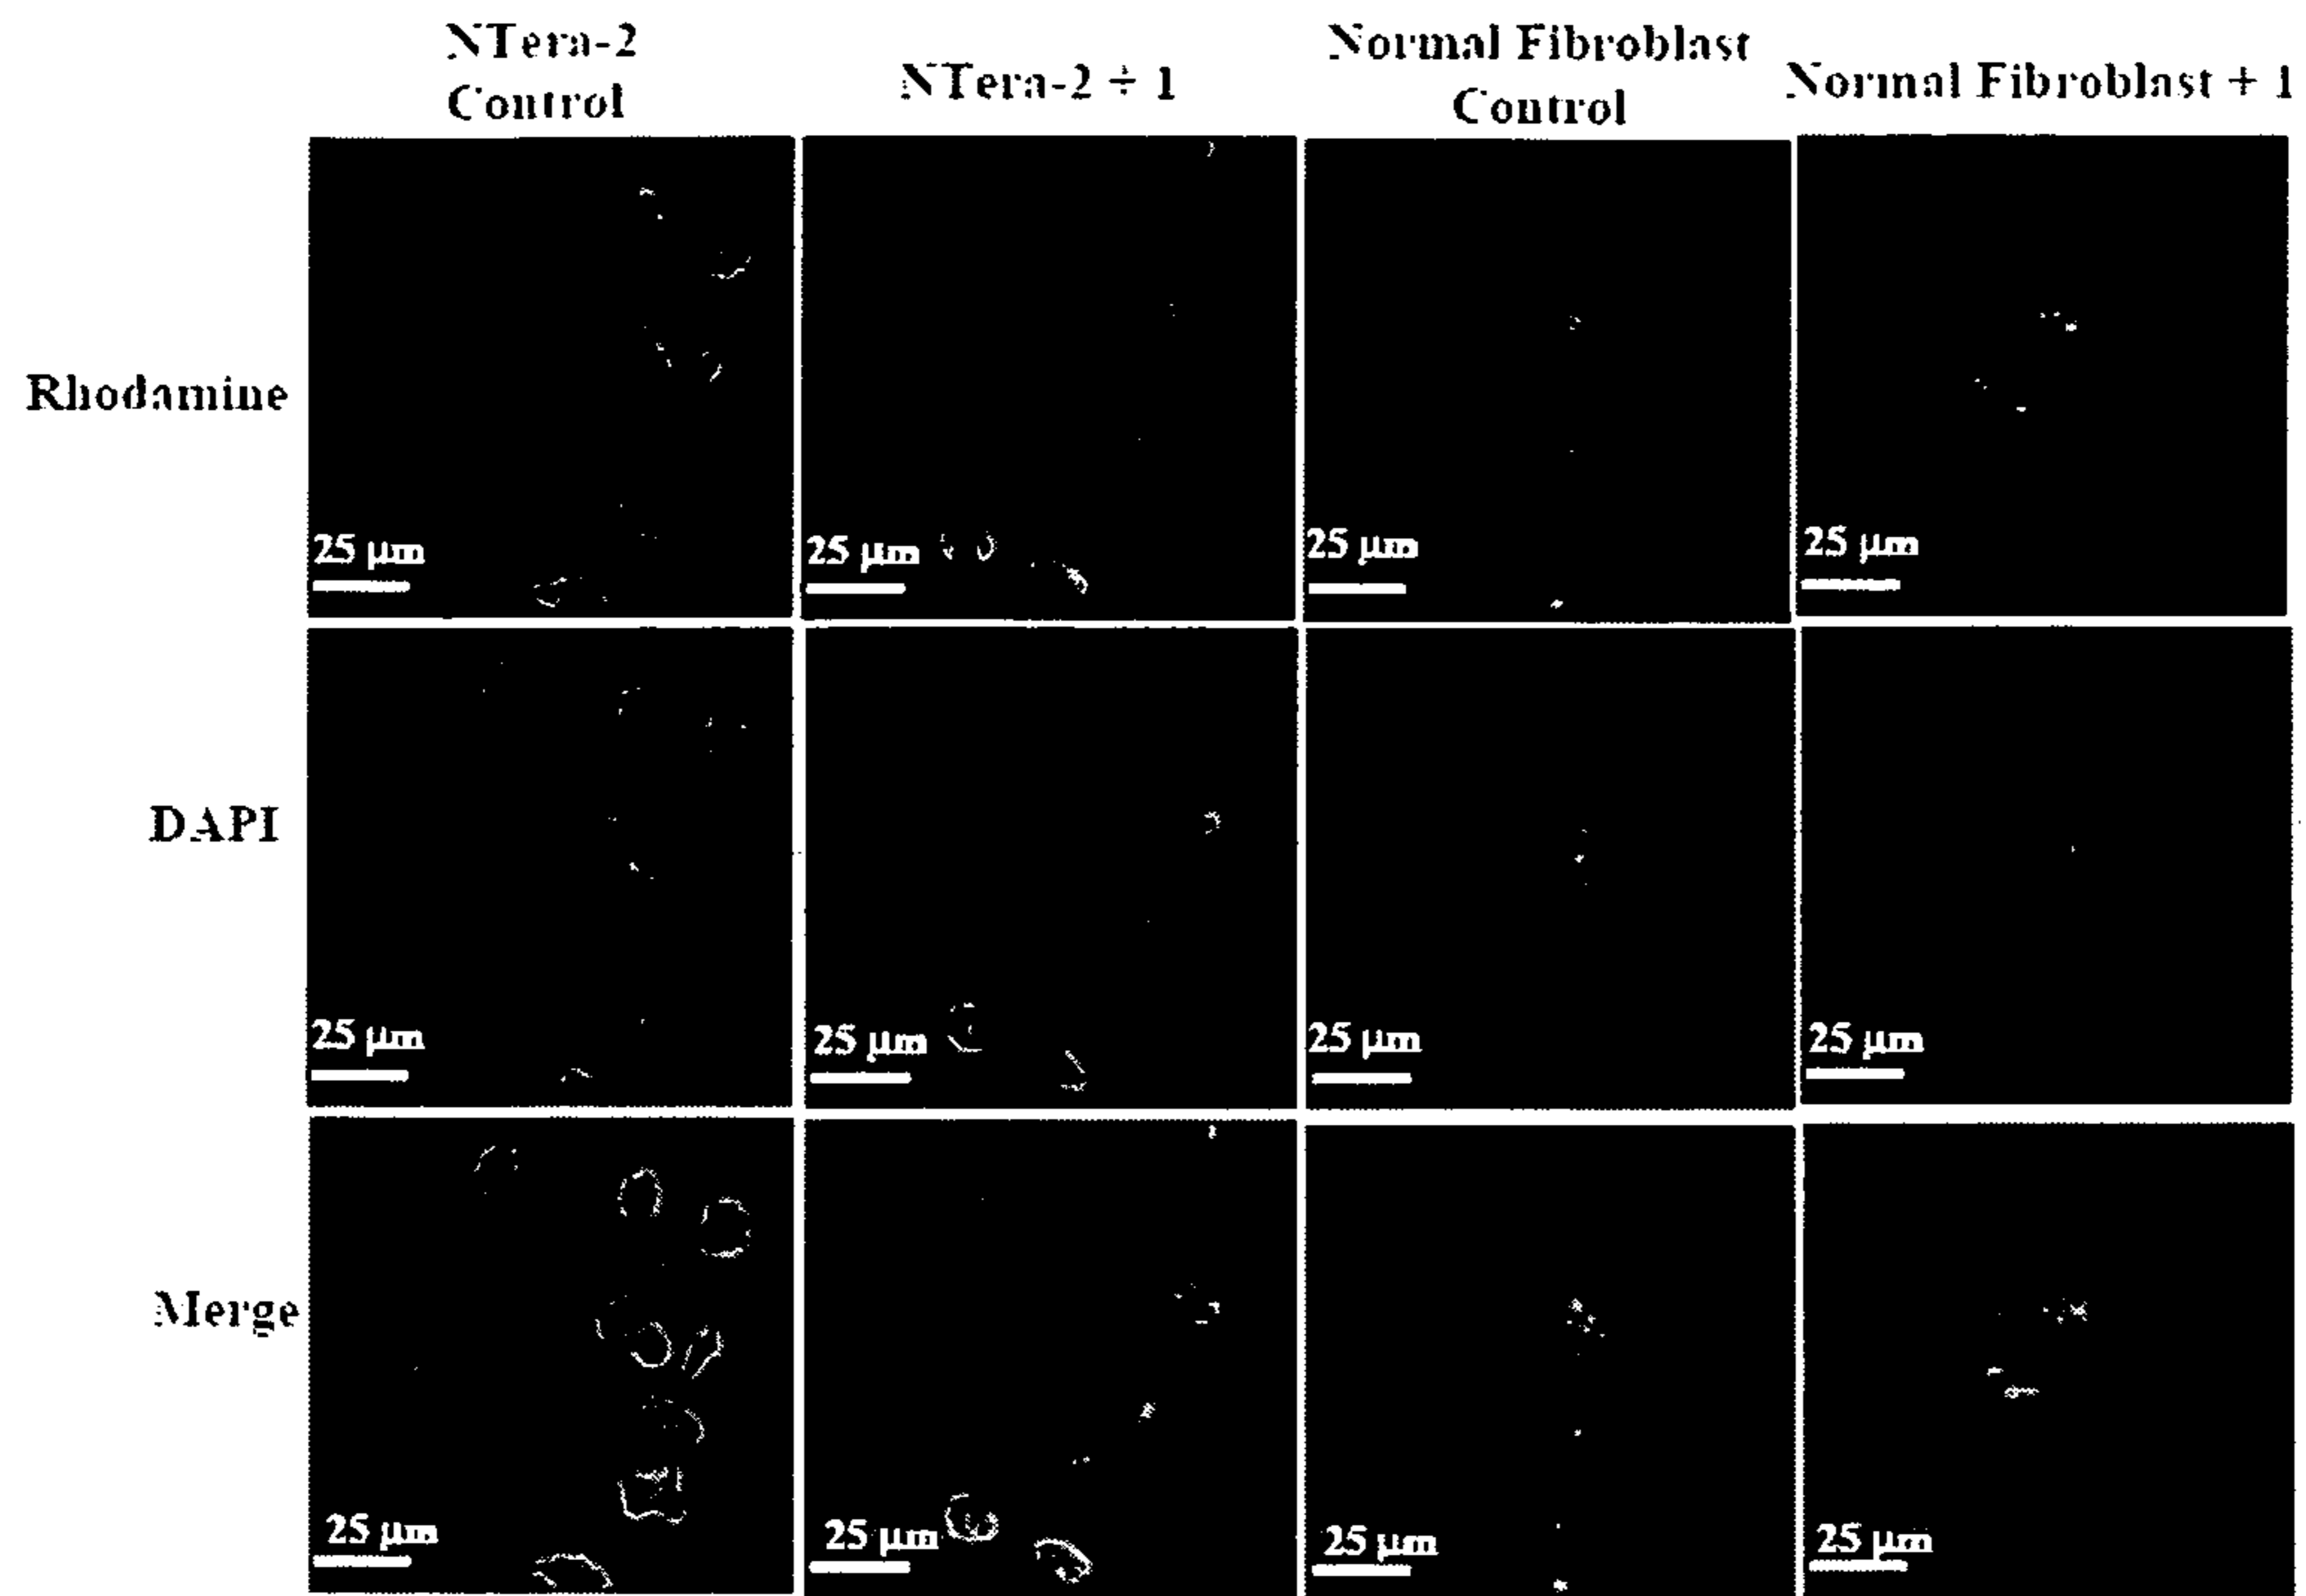 NTera-2
Control
NTera-2 + 1
Normal Fibroblast
Control
Normal Fibroblast + 1
Rhodamine
25 µm
25 µm
25 µm
25 µm
DAPI
25 µm
25 µm
25 µm
25 µm
Merge
25 µm
25 µm
25 µm
25 µm